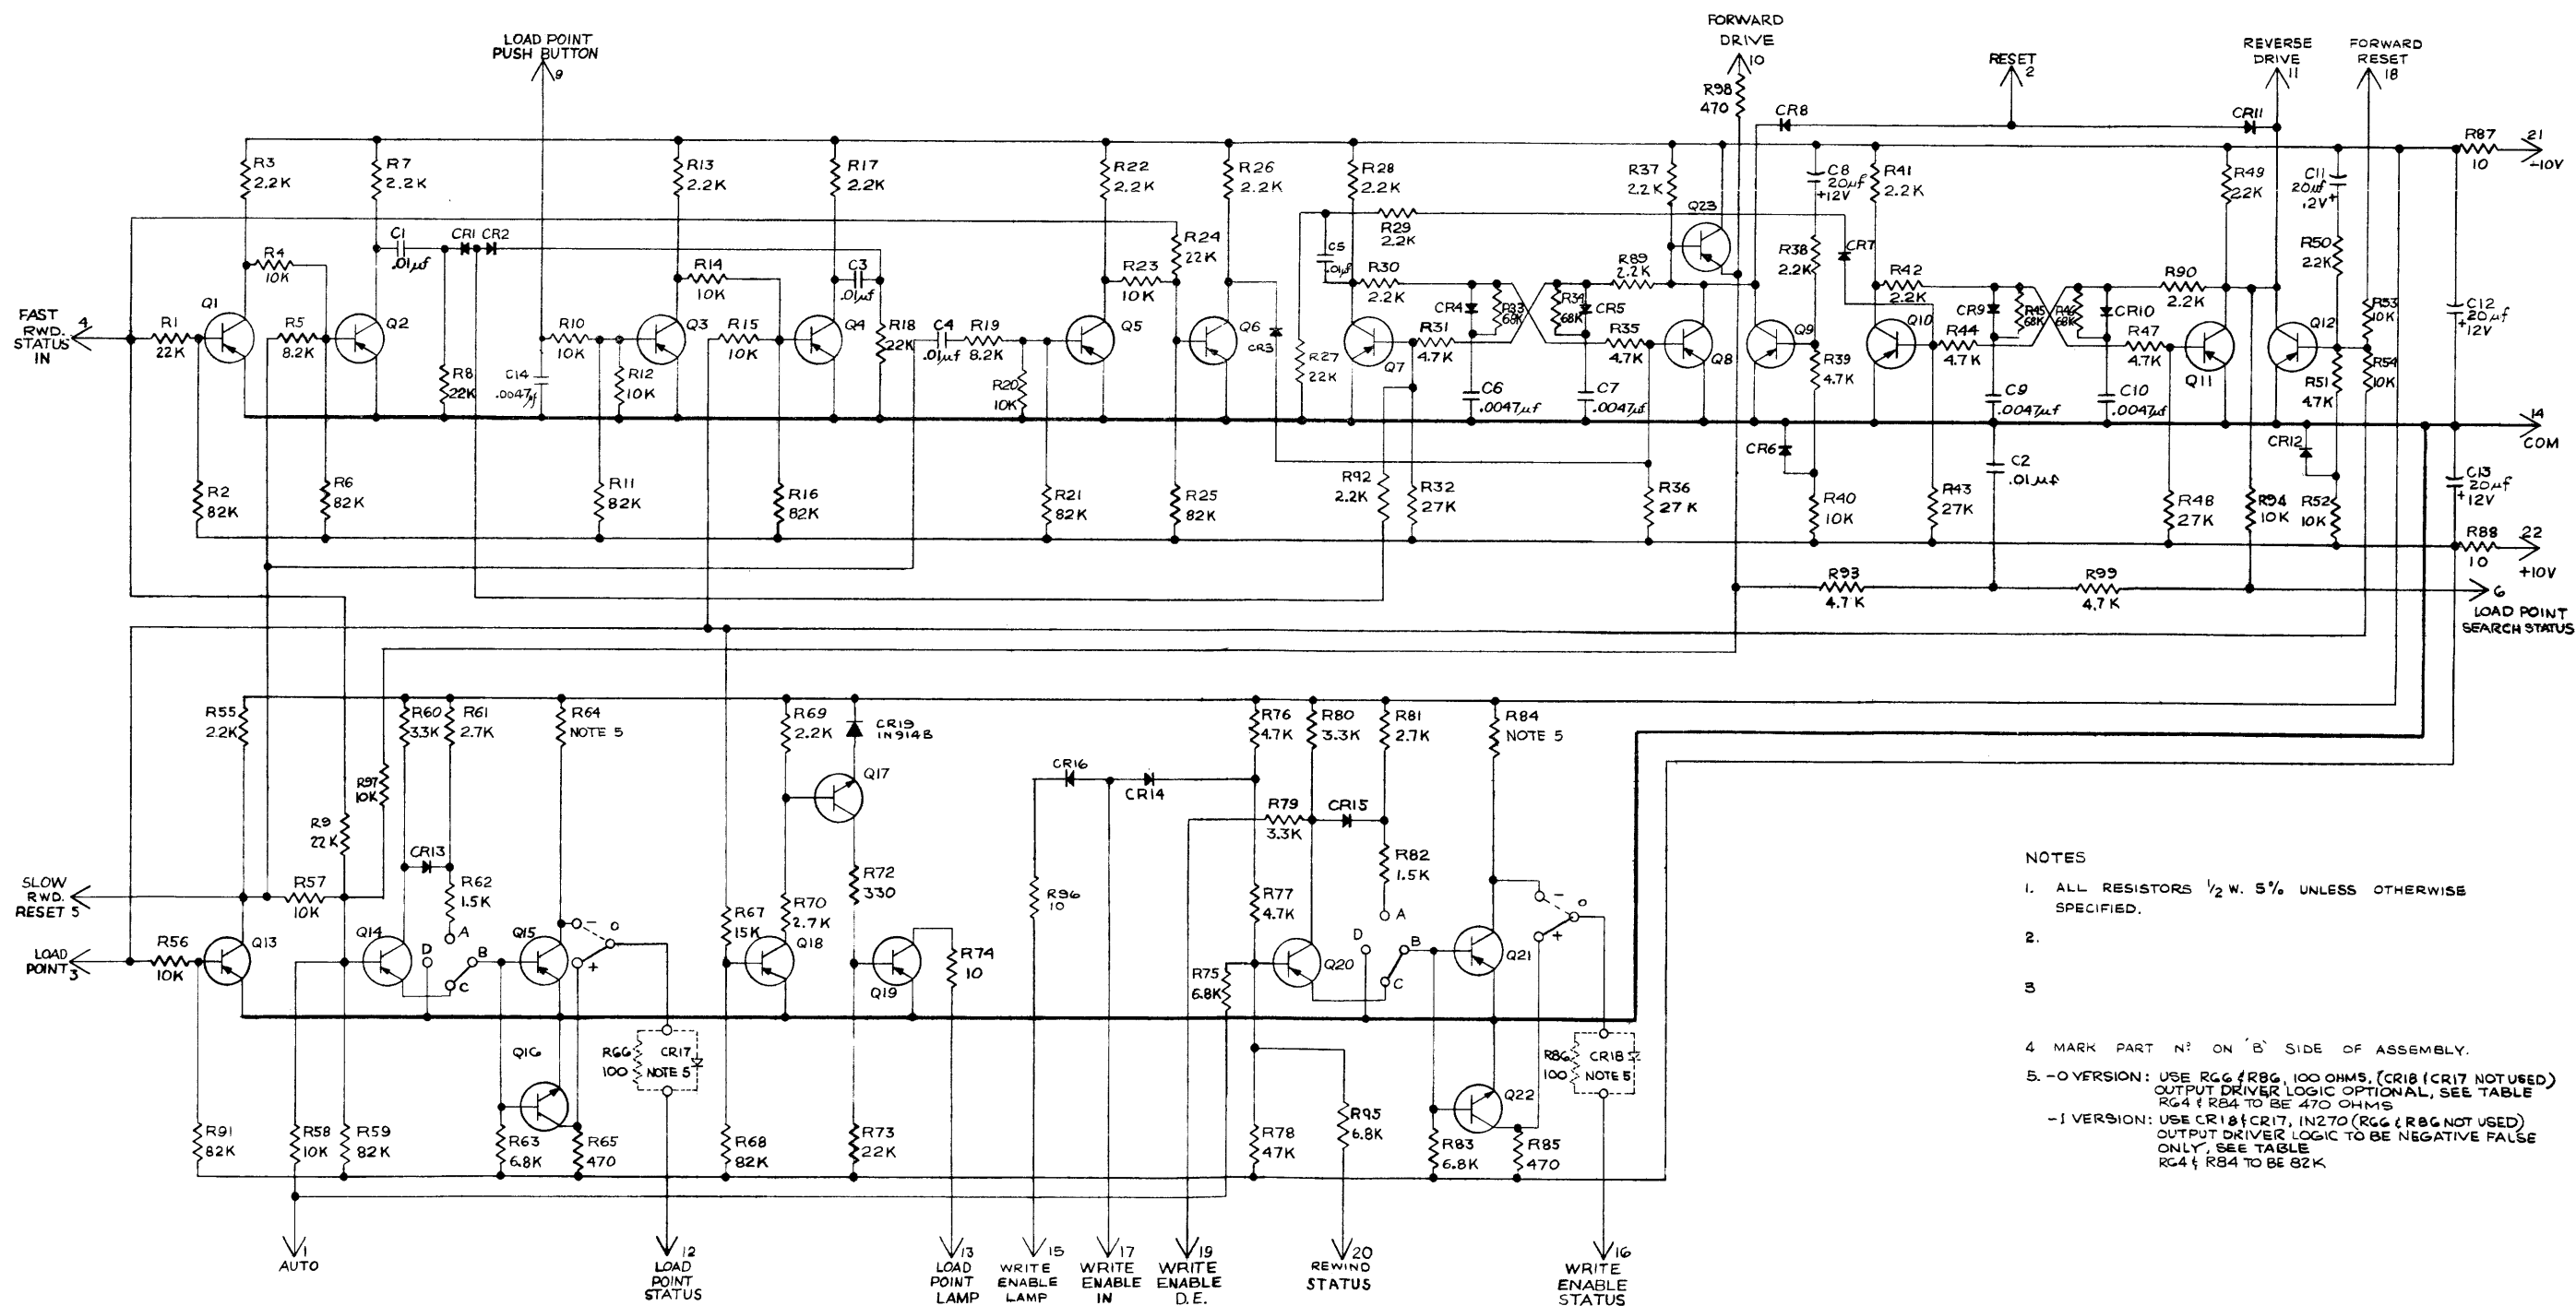 LOAD POINT
PUSH BUTTON
9
FORWARD
DRIVE
10
RESET
2
REVERSE
DRIVE
11
FORWARD
RESET
18
R98
470
CR8
CR11
R87
10
21
-10V
R3
2.2K
R7
2.2K
R13
2.2K
R17
2.2K
R22
2.2K
R26
2.2K
R28
2.2K
R37
2.2K
C8
20µf
+12V
R41
2.2K
R49
22K
C11
20µf
12V+
R4
10K
C1
.01µf
CR1
CR2
R14
10K
C3
.01µf
R23
10K
R24
22K
C5
.01µf
R29
2.2K
R30
2.2K
R89
2.2K
Q23
R38
2.2K
CR7
R42
2.2K
R90
2.2K
R50
22K
FAST
RWD.
STATUS
IN
4
R1
22K
Q1
R5
8.2K
Q2
R8
22K
C14
.0047µf
R10
10K
R12
10K
Q3
R15
10K
Q4
R18
22K
C4
.01µf
R19
8.2K
R20
10K
Q5
Q6
CR3
R27
22K
Q7
CR4
R33
68K
R34
68K
CR5
R31
4.7K
R35
4.7K
Q8
C6
.0047µf
C7
.0047µf
Q9
R39
4.7K
Q10
R44
4.7K
CR9
R45
68K
R46
68K
CR10
R47
4.7K
Q11
C9
.0047µf
C10
.0047µf
Q12
R53
10K
R54
10K
R51
4.7K
C12
20µf
+12V
14
COM
R2
82K
R6
82K
R11
82K
R16
82K
R21
82K
R25
82K
R92
2.2K
R32
27K
R36
27K
CR6
R40
10K
R43
27K
C2
.01µf
R48
27K
R94
10K
CR12
R52
10K
C13
20µf
+12V
R88
10
22
+10V
R93
4.7K
R99
4.7K
6
LOAD POINT
SEARCH STATUS
R55
2.2K
R60
3.3K
R61
2.7K
R64
NOTE 5
R69
2.2K
CR19
1N914B
R76
4.7K
R80
3.3K
R81
2.7K
R84
NOTE 5
R97
10K
R9
22K
CR13
R62
1.5K
Q17
CR16
CR14
R79
3.3K
CR15
R82
1.5K
R72
330
R96
10
R77
4.7K
SLOW
RWD.
RESET 5
R57
10K
LOAD
POINT 3
R56
10K
Q13
Q14
D
A
B
C
Q15
-
o
+
R67
15K
R70
2.7K
Q18
Q19
R74
10
R75
6.8K
Q20
D
A
B
C
Q21
-
o
+
Q16
R66
100
CR17
NOTE 5
R86
100
CR18
NOTE 5
Q22
R91
82K
R58
10K
R59
82K
R63
6.8K
R65
470
R68
82K
R73
22K
R78
47K
R95
6.8K
R83
6.8K
R85
470
1
AUTO
12
LOAD
POINT
STATUS
13
LOAD
POINT
LAMP
15
WRITE
ENABLE
LAMP
17
WRITE
ENABLE
IN
19
WRITE
ENABLE
D.E.
20
REWIND
STATUS
16
WRITE
ENABLE
STATUS
NOTES
1. ALL RESISTORS 1/2 W. 5% UNLESS OTHERWISE
SPECIFIED.
2.
3
4 MARK PART Nº ON 'B' SIDE OF ASSEMBLY.
5. -0 VERSION: USE R66 & R86, 100 OHMS, (CR18 & CR17 NOT USED)
OUTPUT DRIVER LOGIC OPTIONAL, SEE TABLE
R64 & R84 TO BE 470 OHMS
-1 VERSION: USE CR18 & CR17, IN270 (R66 & R86 NOT USED)
OUTPUT DRIVER LOGIC TO BE NEGATIVE FALSE
ONLY, SEE TABLE
R64 & R84 TO BE 82K